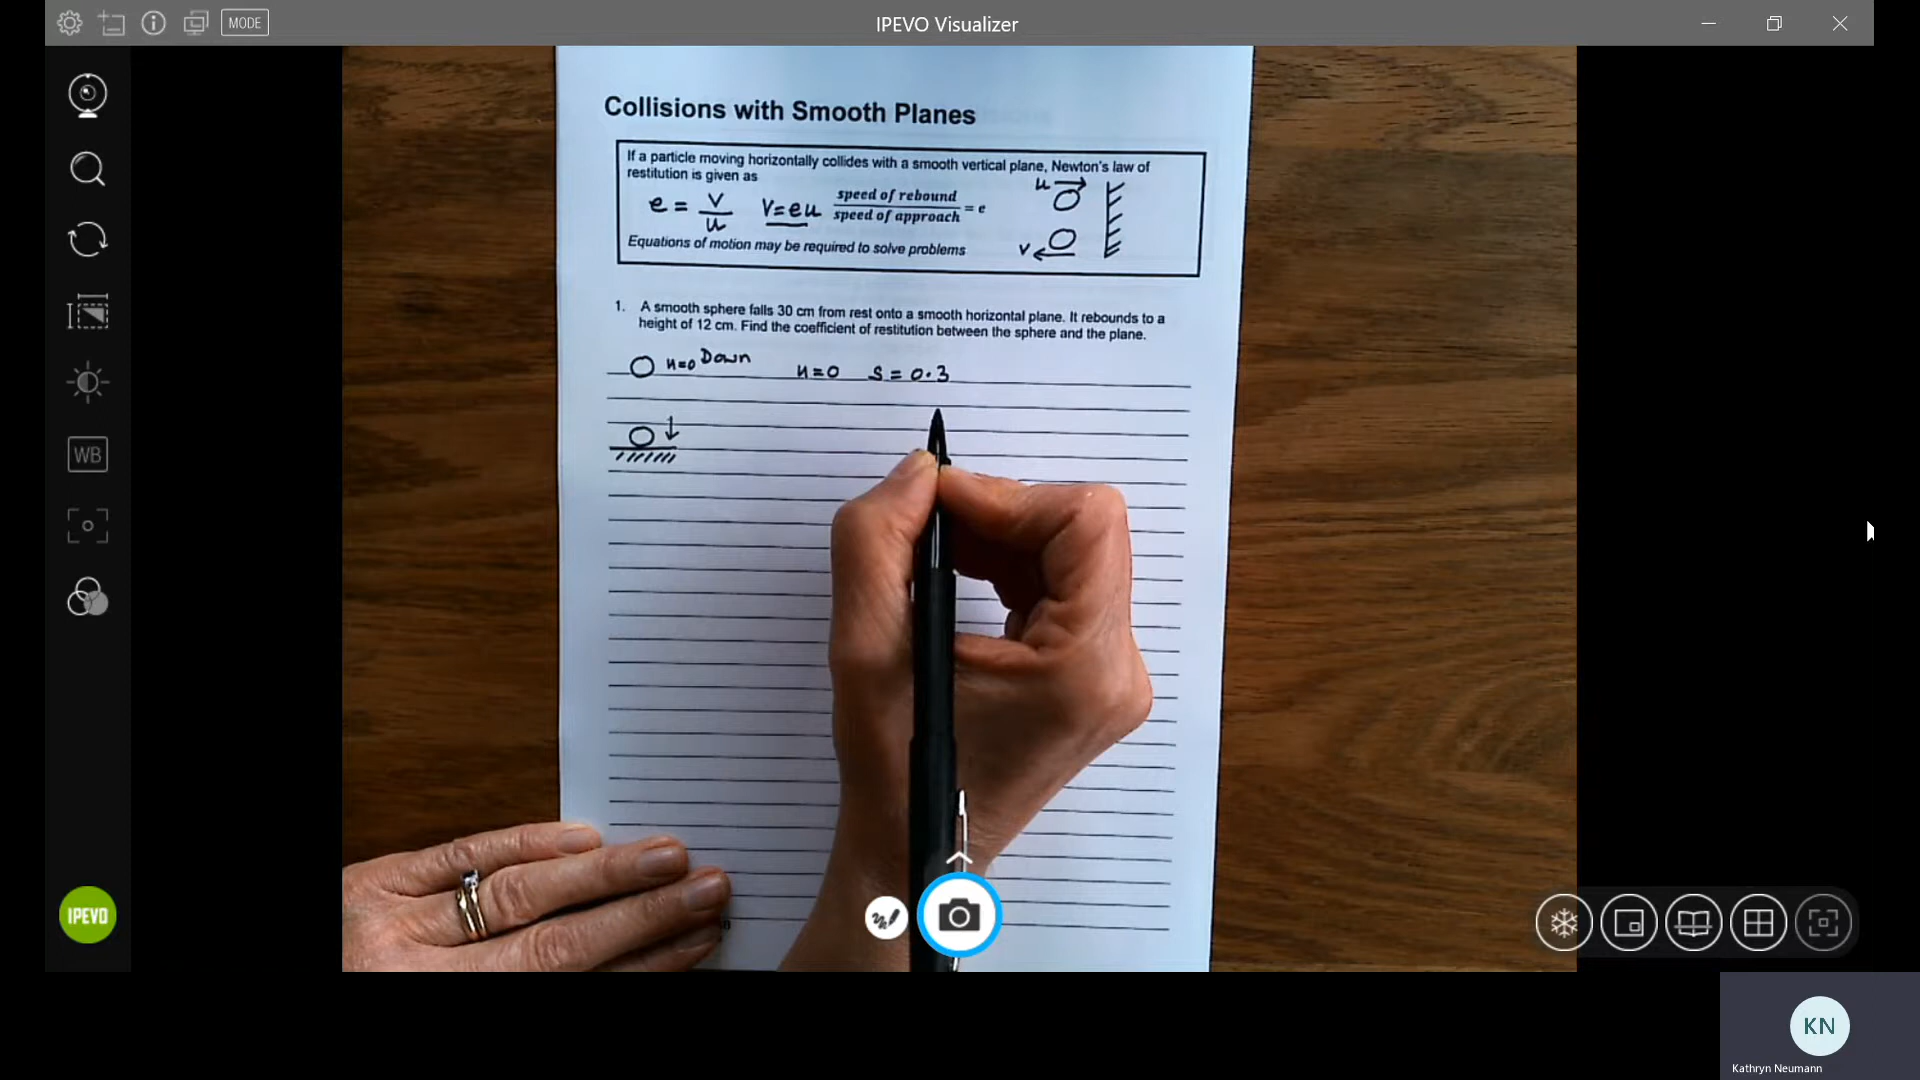 MODE
IPEVO Visualizer
WB
IPEVO
Collisions with Smooth Planes
If a particle moving horizontally collides with a smooth vertical plane, Newton's law of
restitution is given as
e = v/u   v=eu   speed of rebound/speed of approach = e
u
v
Equations of motion may be required to solve problems
1. A smooth sphere falls 30 cm from rest onto a smooth horizontal plane. It rebounds to a
height of 12 cm. Find the coefficient of restitution between the sphere and the plane.
u=0 Down   u=0   s = 0.3
KN
Kathryn Neumann